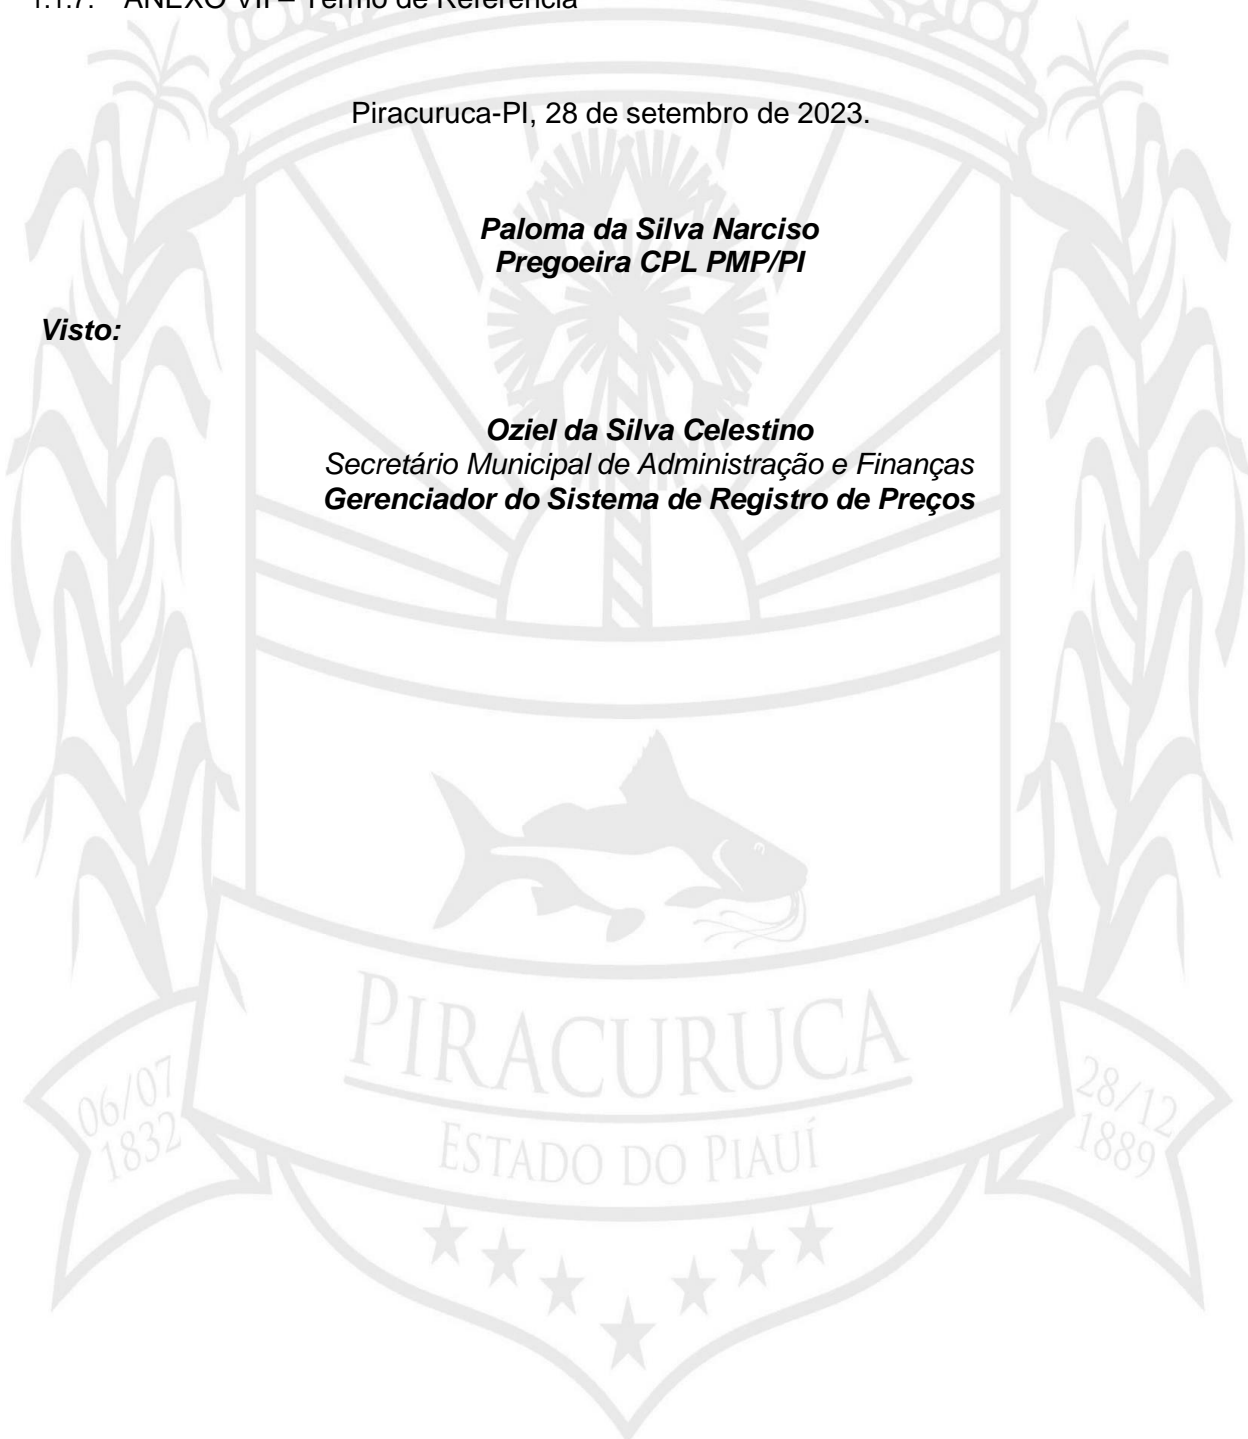 1.1.7. ANEXO VII – Termo de Referência
Piracuruca-PI, 28 de setembro de 2023.
Paloma da Silva Narciso
Pregoeira CPL PMP/PI
Visto:
Oziel da Silva Celestino
Secretário Municipal de Administração e Finanças
Gerenciador do Sistema de Registro de Preços
PIRACURUCA
ESTADO DO PIAUÍ
06/07
1832
28/12
1889